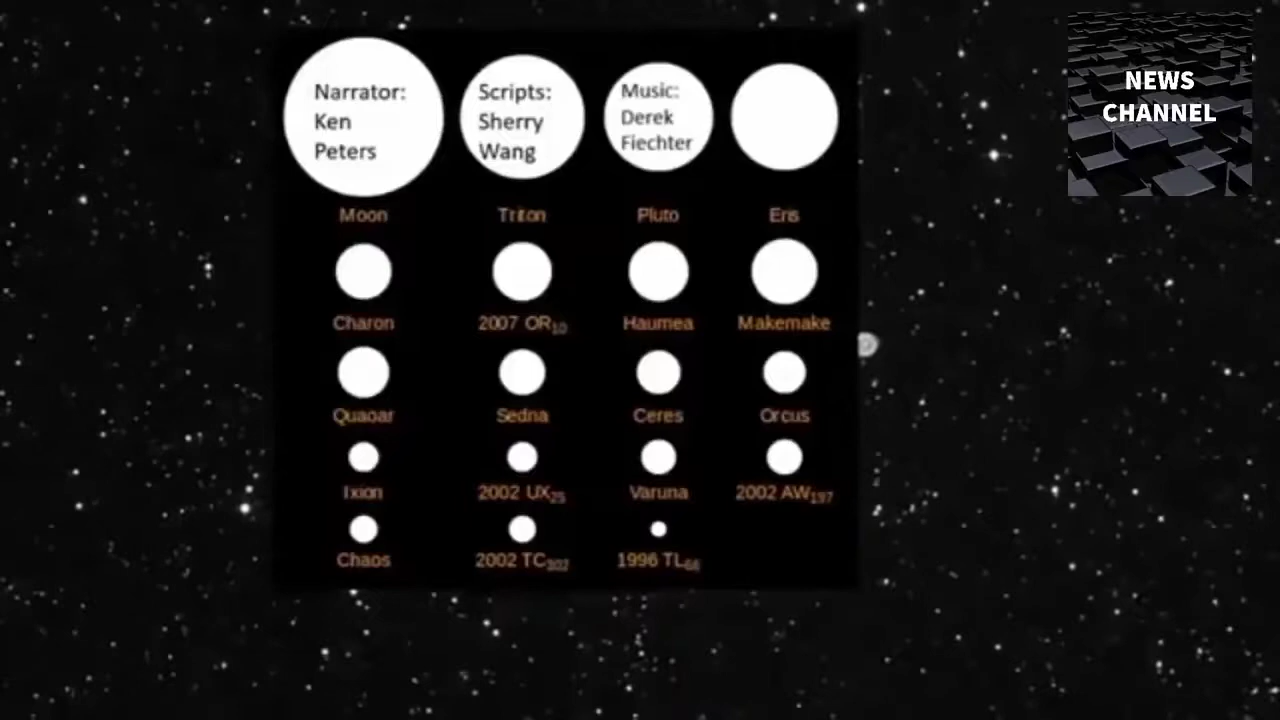 Narrator:
Ken
Peters
Scripts:
Sherry
Wang
Music:
Derek
Fiechter
NEWS
CHANNEL
Moon
Triton
Pluto
Eris
Charon
2007 OR10
Haumea
Makemake
Quaoar
Sedna
Ceres
Orcus
Ixion
2002 UX25
Varuna
2002 AW197
Chaos
2002 TC302
1996 TL66